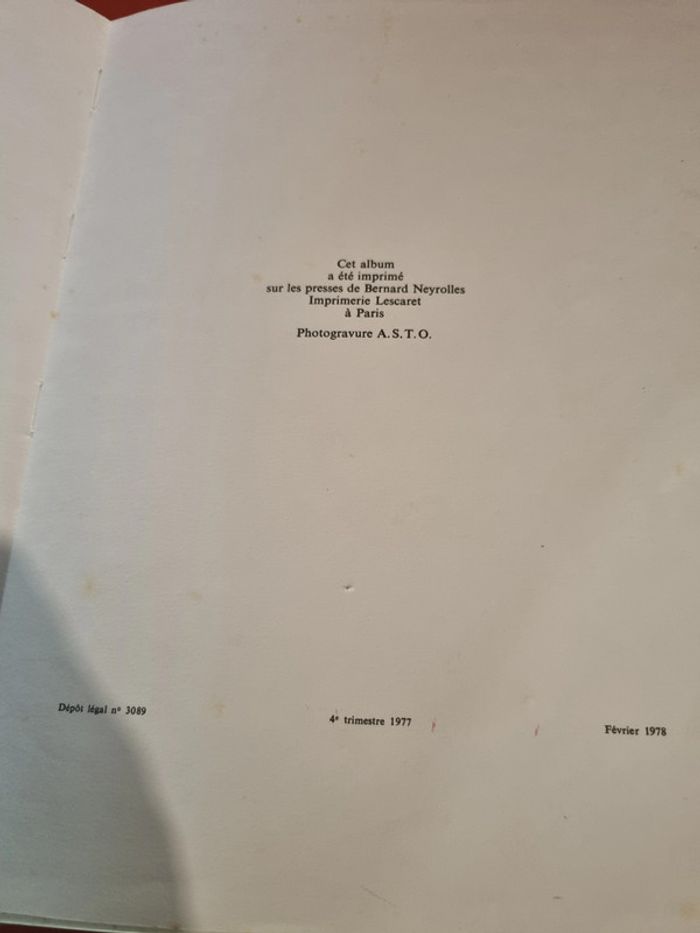 Cet album
a été imprimé
sur les presses de Bernard Neyrolles
Imprimerie Lescaret
à Paris
Photogravure A.S.T.O.
Dépôt légal nº 3089
4e trimestre 1977
Février 1978